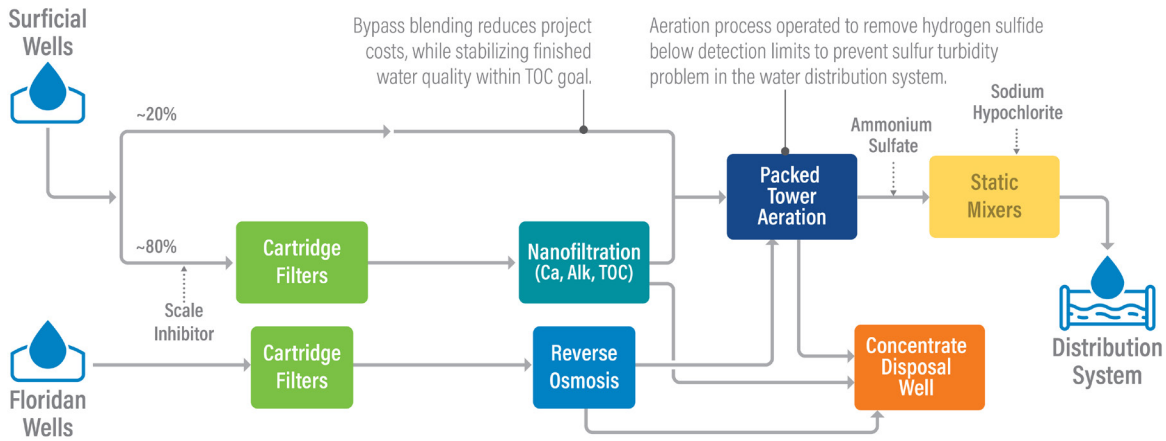 Surficial
Wells
Bypass blending reduces project
costs, while stabilizing finished
water quality within TOC goal.
Aeration process operated to remove hydrogen sulfide
below detection limits to prevent sulfur turbidity
problem in the water distribution system.
~20%
Ammonium
Sulfate
Sodium
Hypochlorite
Packed
Tower
Aeration
Static
Mixers
~80%
Scale
Inhibitor
Cartridge
Filters
Nanofiltration
(Ca, Alk, TOC)
Floridan
Wells
Cartridge
Filters
Reverse
Osmosis
Concentrate
Disposal
Well
Distribution
System